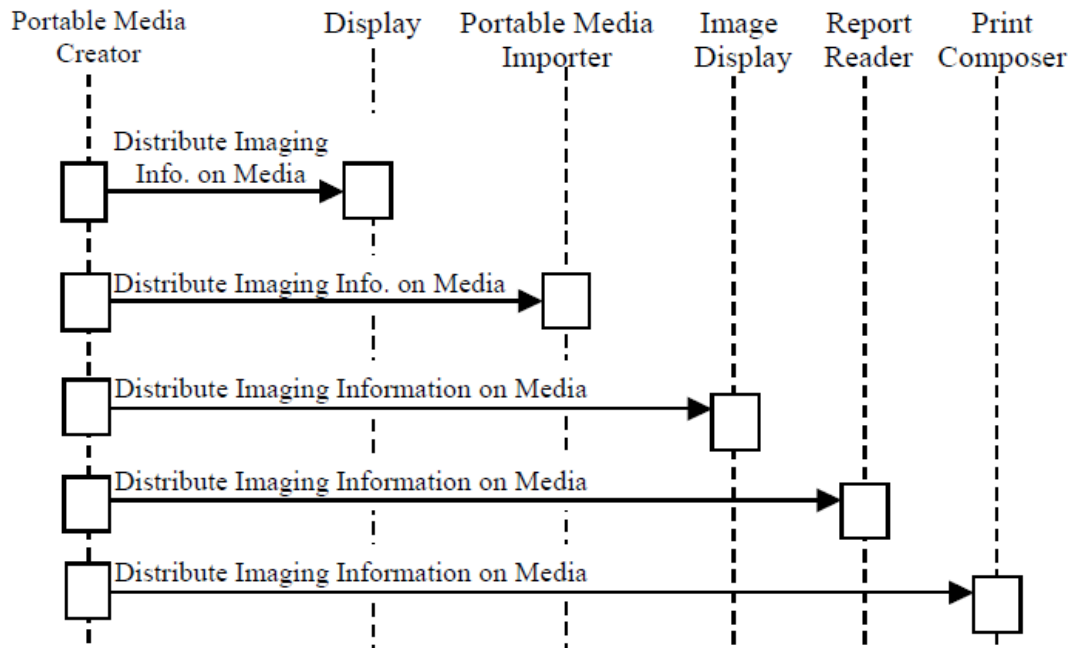 Portable Media
Creator
Display
Portable Media
Importer
Image
Display
Report
Reader
Print
Composer
Distribute Imaging
Info. on Media
Distribute Imaging Info. on Media
Distribute Imaging Information on Media
Distribute Imaging Information on Media
Distribute Imaging Information on Media